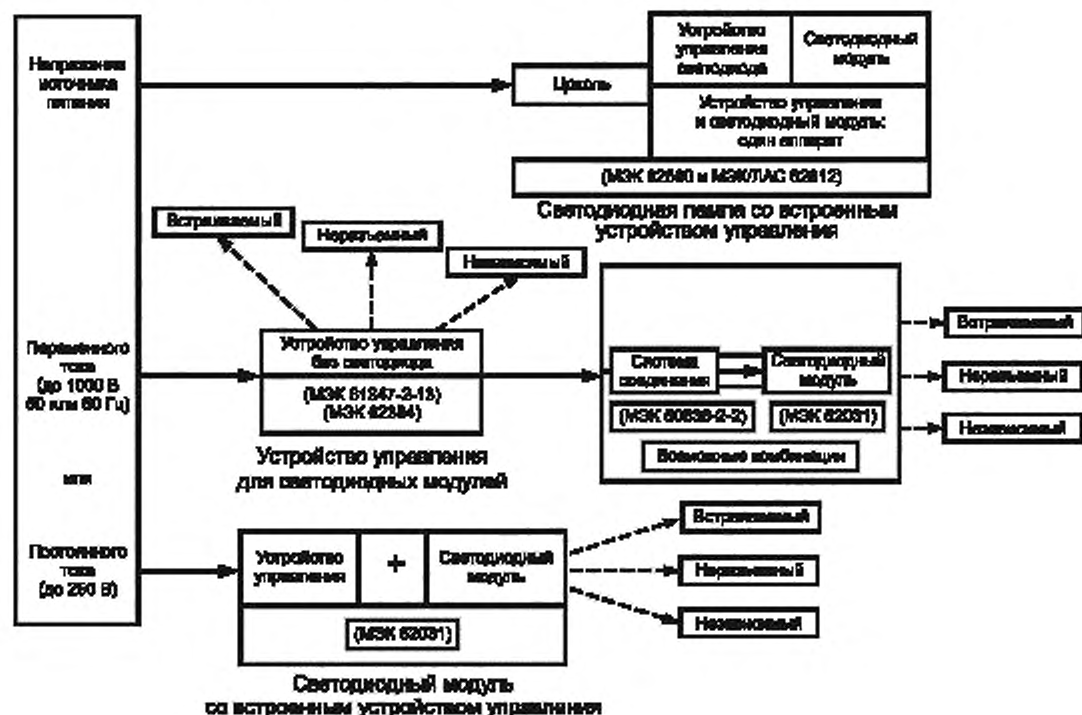 Напряжение
источника
питания
Переменного
тока
(до 1000 В
50 или 60 Гц)
или
Постоянного
тока
(до 250 В)
Цоколь
Устройство
управления
светодиода
Светодиодный
модуль
Устройство управления
и светодиодный модуль:
один аппарат
(МЭК 62560 и МЭК/ПАС 62612)
Светодиодная лампа со встроенным
устройством управления
Встраиваемый
Неразъемный
Независимый
Устройство управления
без светодиода
(МЭК 61347-2-13)
(МЭК 62384)
Устройство управления
для светодиодных модулей
Система
соединения
Светодиодный
модуль
(МЭК 60838-2-2)
(МЭК 62031)
Возможные комбинации
Встраиваемый
Неразъемный
Независимый
Устройство
управления
+
Светодиодный
модуль
(МЭК 62031)
Светодиодный модуль
со встроенным устройством управления
Встраиваемый
Неразъемный
Независимый